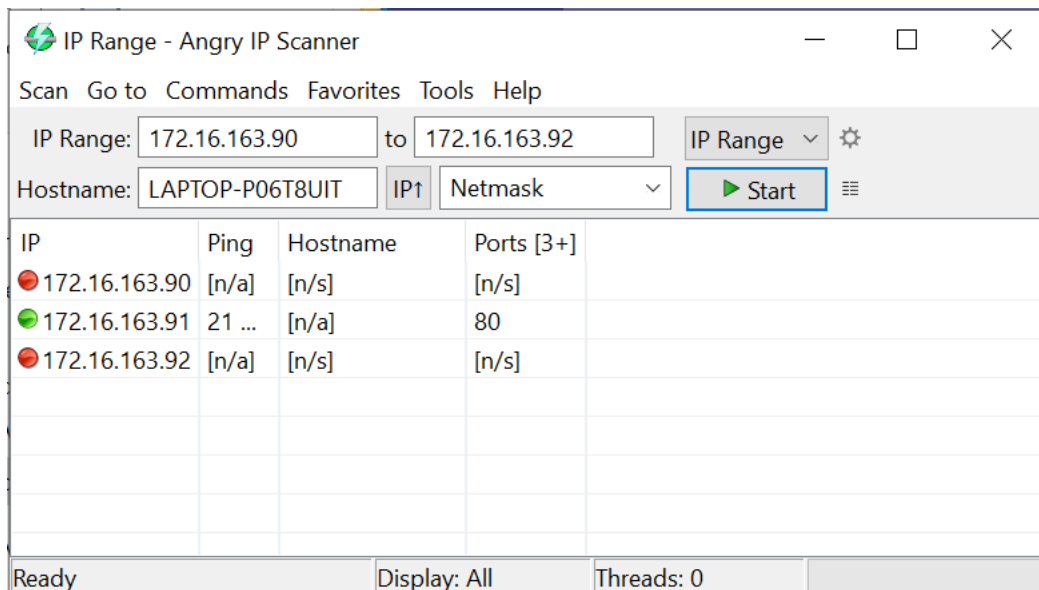 IP Range - Angry IP Scanner
Scan Go to Commands Favorites Tools Help
IP Range: 172.16.163.90 to 172.16.163.92 IP Range
Hostname: LAPTOP-P06T8UIT IP↑ Netmask Start
IP Ping Hostname Ports [3+]
172.16.163.90 [n/a] [n/s] [n/s]
172.16.163.91 21 ... [n/a] 80
172.16.163.92 [n/a] [n/s] [n/s]
Ready Display: All Threads: 0